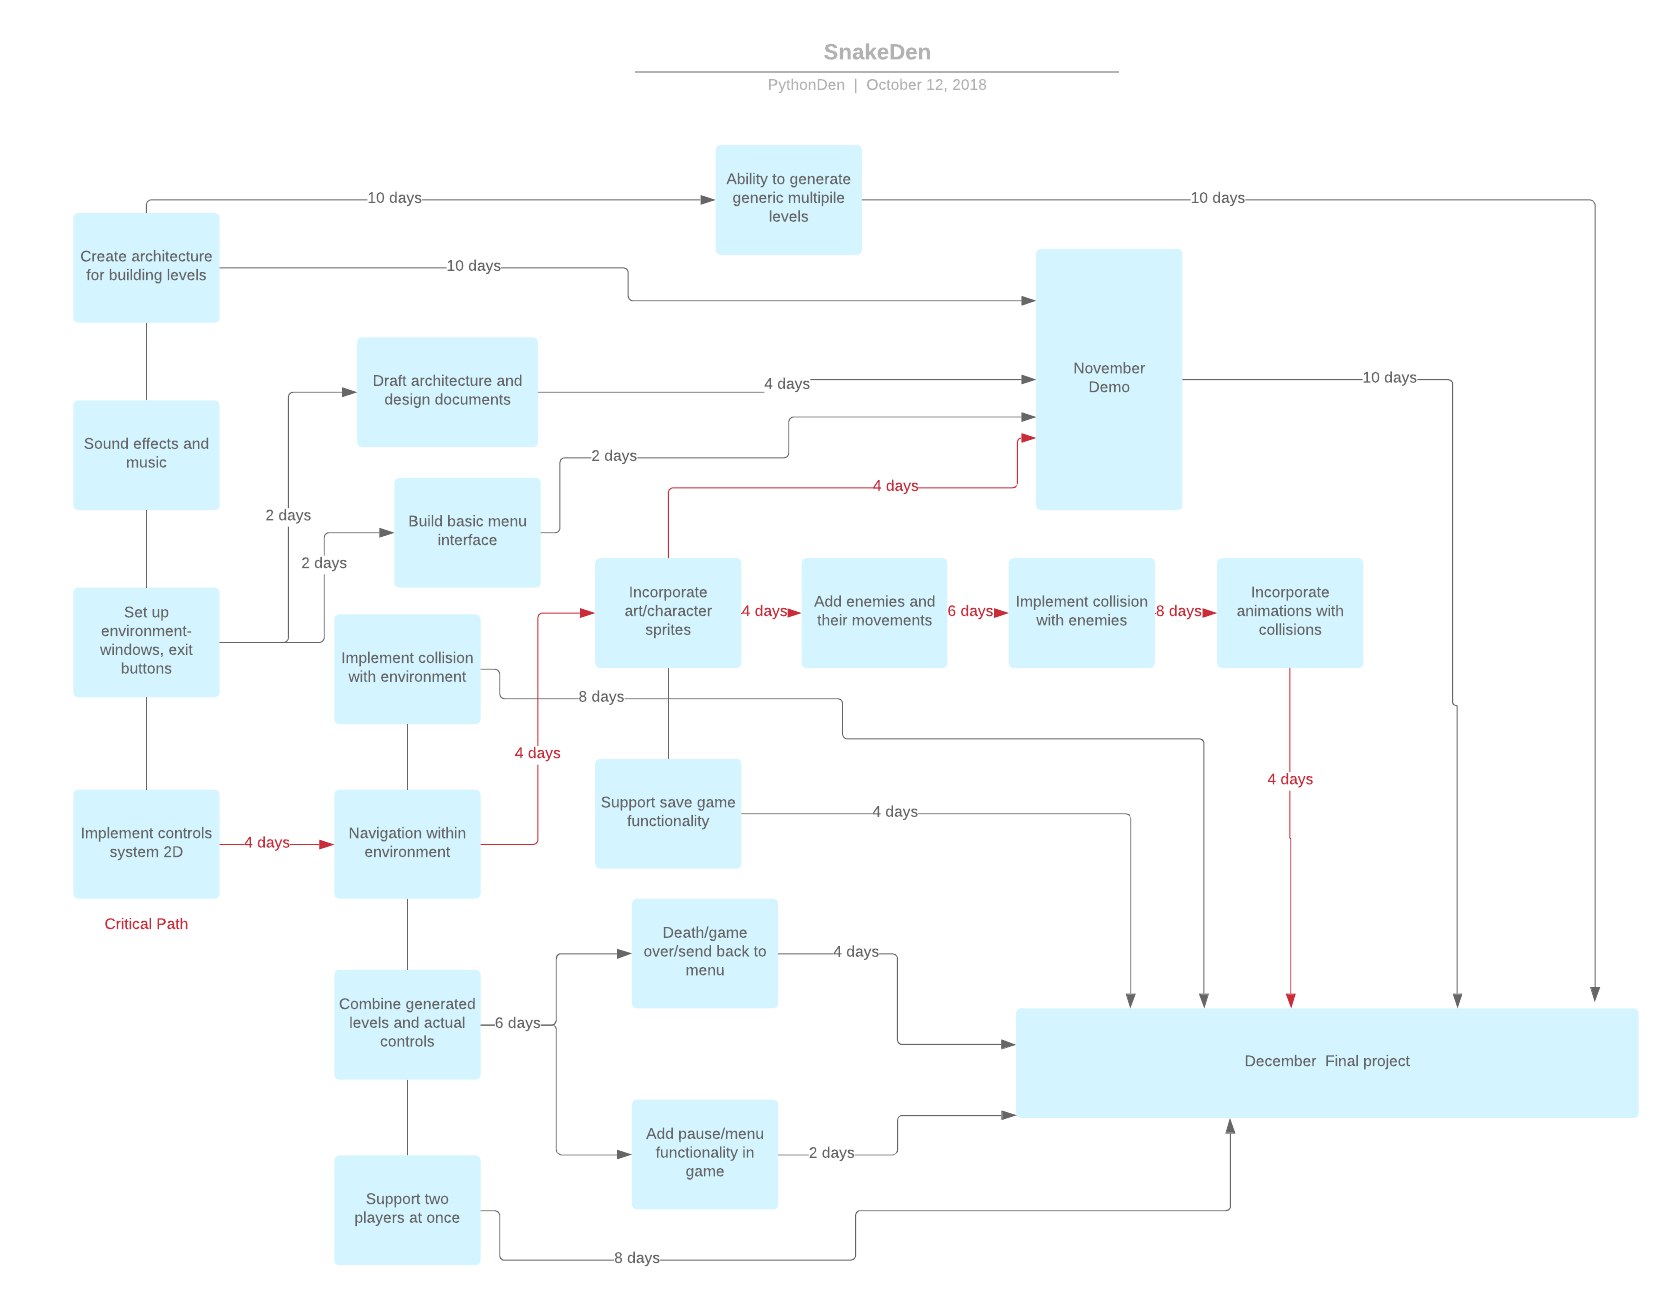 SnakeDen
PythonDen | October 12, 2018
Ability to generate
generic multipile
levels
10 days
10 days
Create architecture
for building levels
10 days
November
Demo
10 days
Draft architecture and
design documents
4 days
Sound effects and
music
2 days
4 days
Build basic menu
interface
2 days
2 days
Set up
environment-
windows, exit
buttons
Implement collision
with environment
8 days
Incorporate
art/character
sprites
4 days
Add enemies and
their movements
6 days
Implement collision
with enemies
8 days
Incorporate
animations with
collisions
4 days
4 days
Support save game
functionality
4 days
Implement controls
system 2D
4 days
Navigation within
environment
Critical Path
Death/game
over/send back to
menu
4 days
Combine generated
levels and actual
controls
6 days
December  Final project
Add pause/menu
functionality in
game
2 days
Support two
players at once
8 days